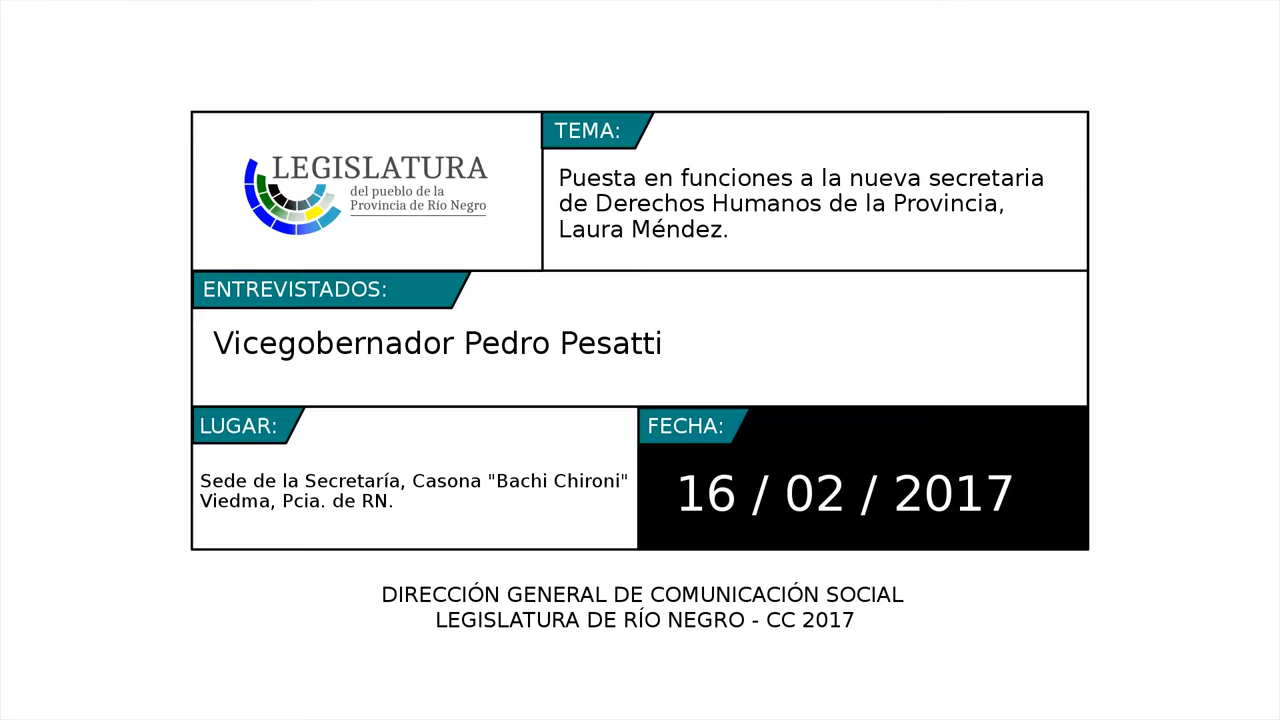 LEGISLATURA
del pueblo de la
Provincia de Río Negro
TEMA:
Puesta en funciones a la nueva secretaria
de Derechos Humanos de la Provincia,
Laura Méndez.
ENTREVISTADOS:
Vicegobernador Pedro Pesatti
LUGAR:
Sede de la Secretaría, Casona "Bachi Chironi"
Viedma, Pcia. de RN.
FECHA:
16 / 02 / 2017
DIRECCIÓN GENERAL DE COMUNICACIÓN SOCIAL
LEGISLATURA DE RÍO NEGRO - CC 2017